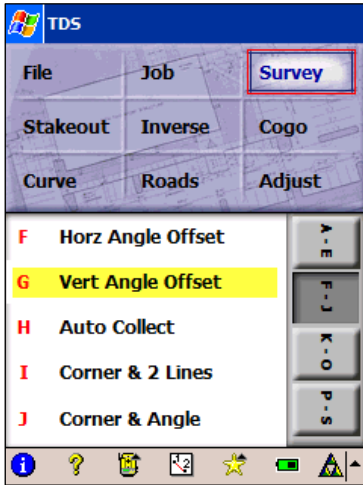 TDS
File Job Survey
Stakeout Inverse Cogo
Curve Roads Adjust
F Horz Angle Offset
G Vert Angle Offset
H Auto Collect
I Corner & 2 Lines
J Corner & Angle
A - E
F - J
K - O
P - S